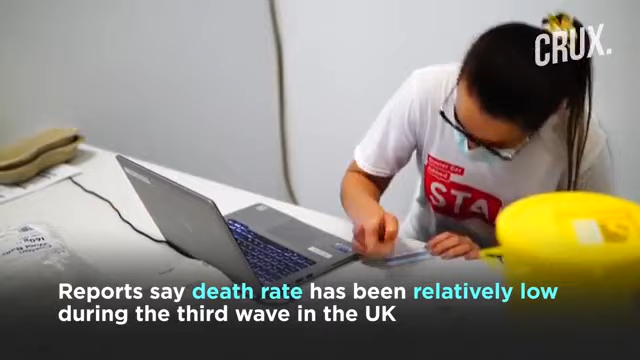 CRUX.
STA
Reports say death rate has been relatively low
during the third wave in the UK